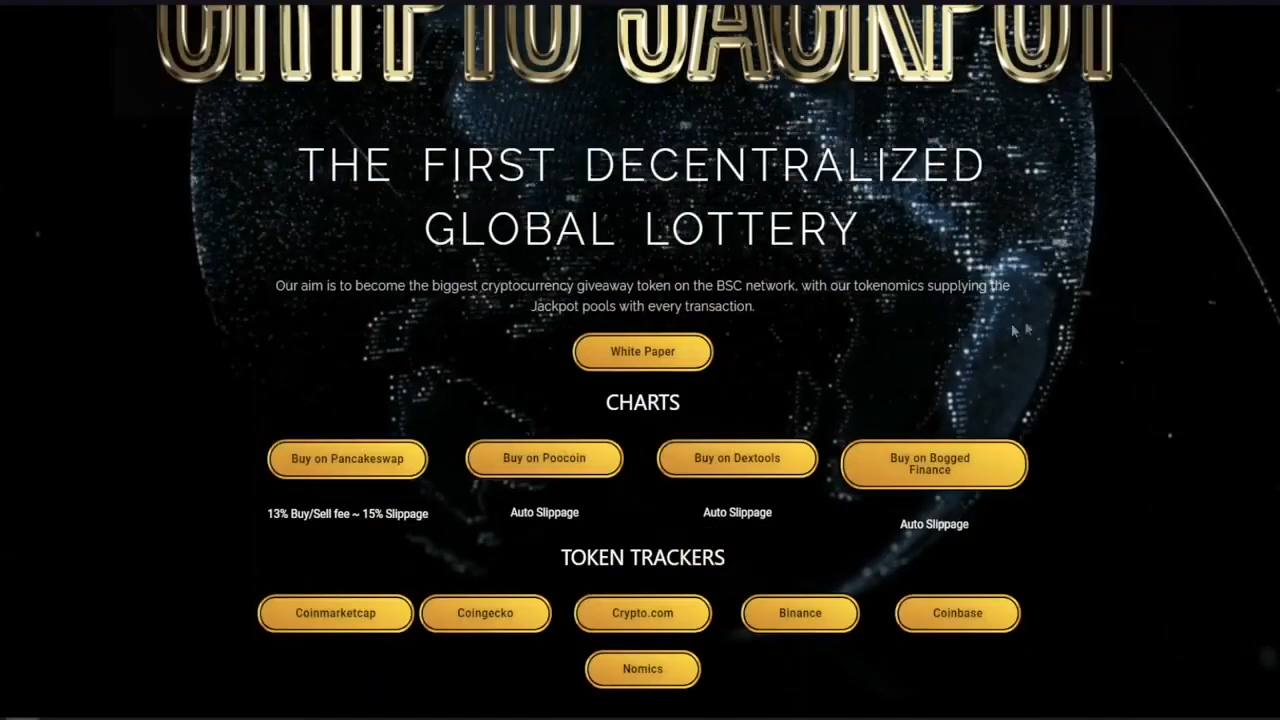 CRYPTO JACKPOT
THE FIRST DECENTRALIZED
GLOBAL LOTTERY
Our aim is to become the biggest cryptocurrency giveaway token on the BSC network, with our tokenomics supplying the
Jackpot pools with every transaction.
White Paper
CHARTS
Buy on Pancakeswap
Buy on Poocoin
Buy on Dextools
Buy on Bogged
Finance
13% Buy/Sell fee ~ 15% Slippage
Auto Slippage
Auto Slippage
Auto Slippage
TOKEN TRACKERS
Coinmarketcap
Coingecko
Crypto.com
Binance
Coinbase
Nomics